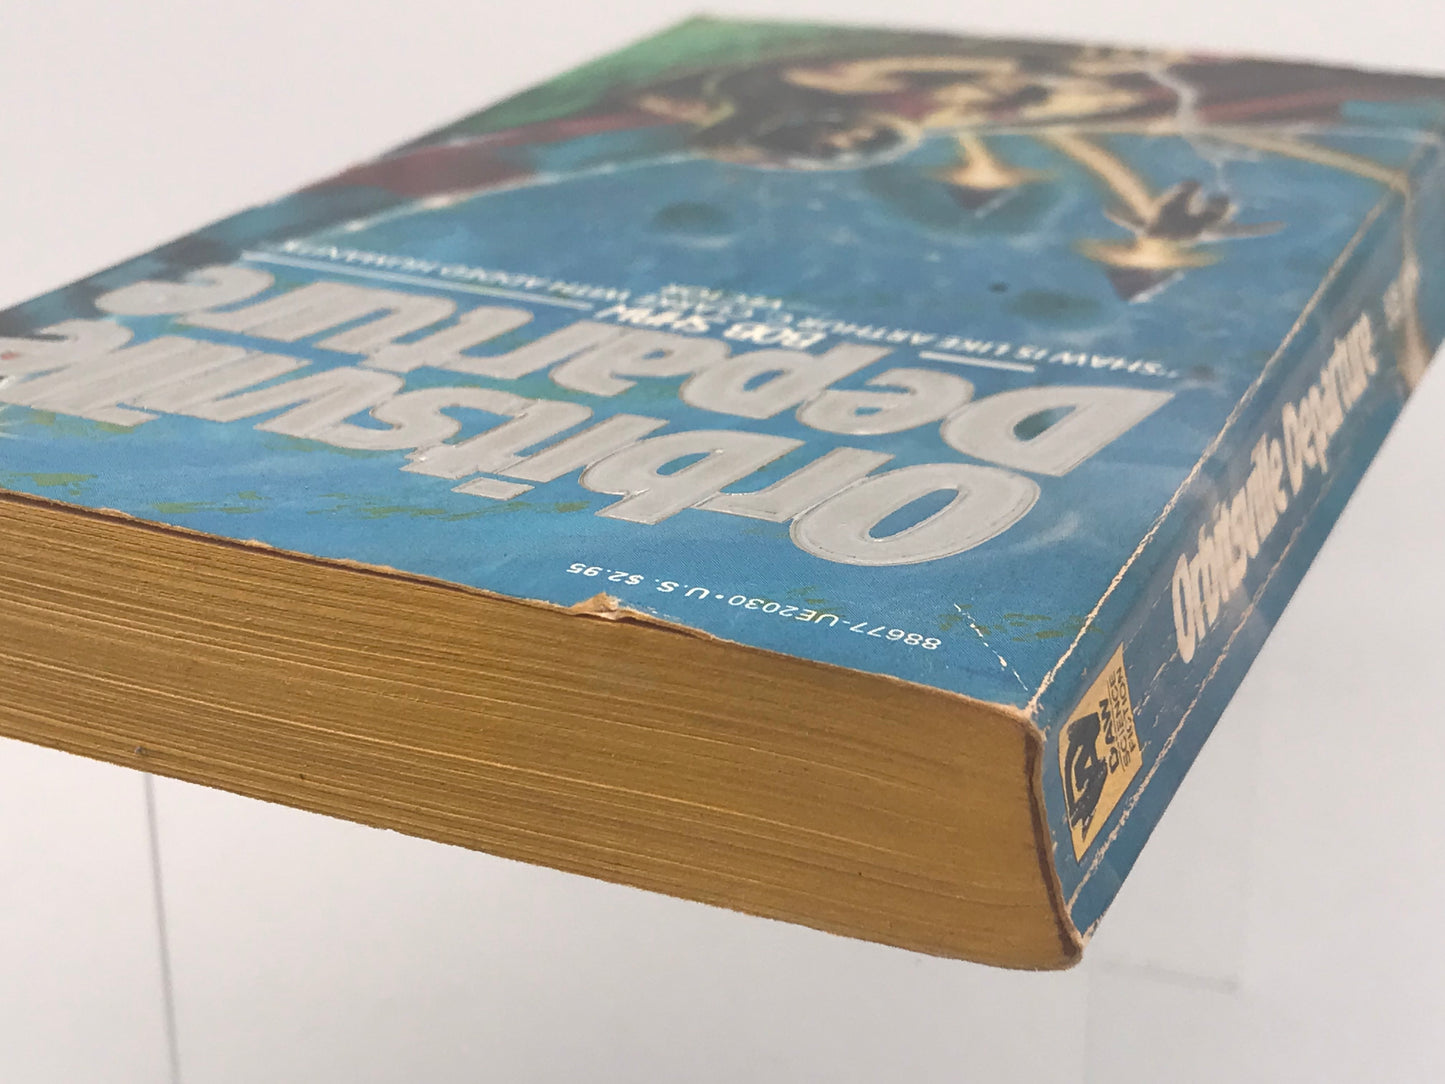 88677-UE2030 • U.S. $2.95
Orbitsville
Departure
BOB SHAW
"SHAW IS LIKE ARTHUR C. CLARKE WITH ADDED HUMANITY."
VECTOR
DAW
SCIENCE
FICTION
Orbitsville Departure